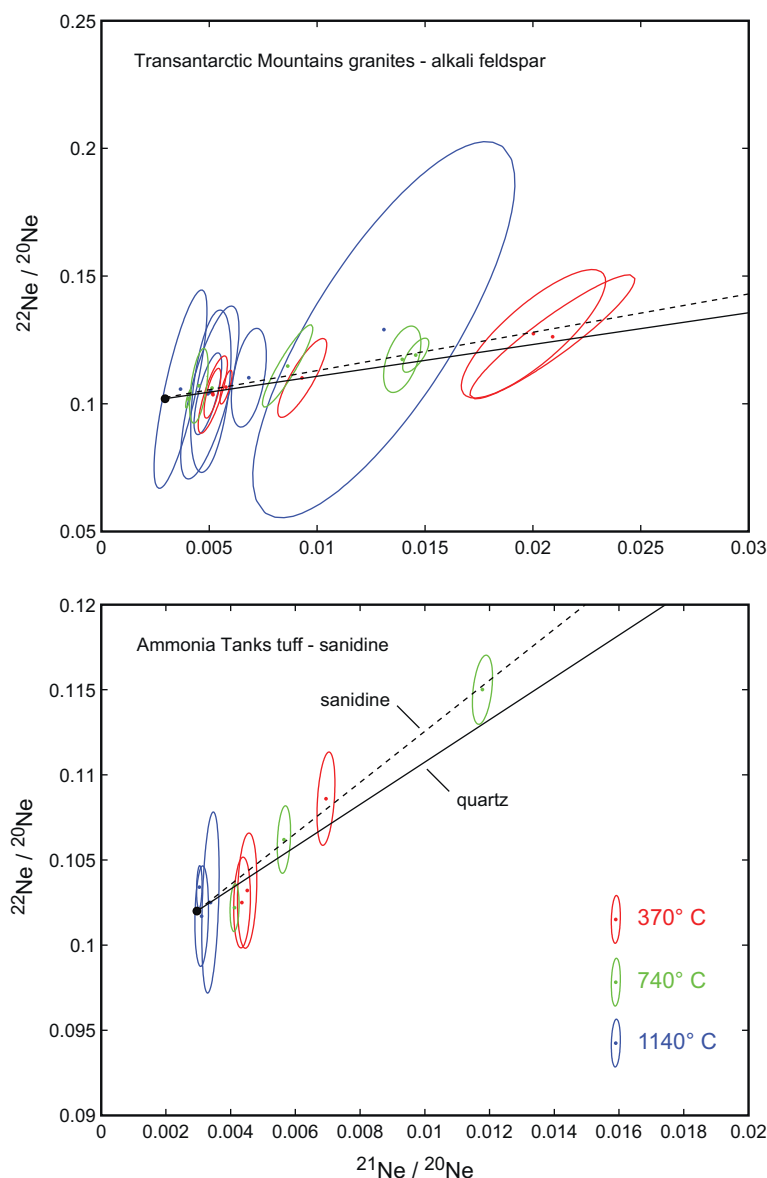 0.25
Transantarctic Mountains granites - alkali feldspar
0.2
²²Ne / ²⁰Ne
0.15
0.1
0.05
0 0.005 0.01 0.015 0.02 0.025 0.03
0.12
Ammonia Tanks tuff - sanidine
0.115
sanidine
0.11
quartz
²²Ne / ²⁰Ne
0.105
0.1
370° C
740° C
0.095
1140° C
0.09
0 0.002 0.004 0.006 0.008 0.01 0.012 0.014 0.016 0.018 0.02
²¹Ne / ²⁰Ne